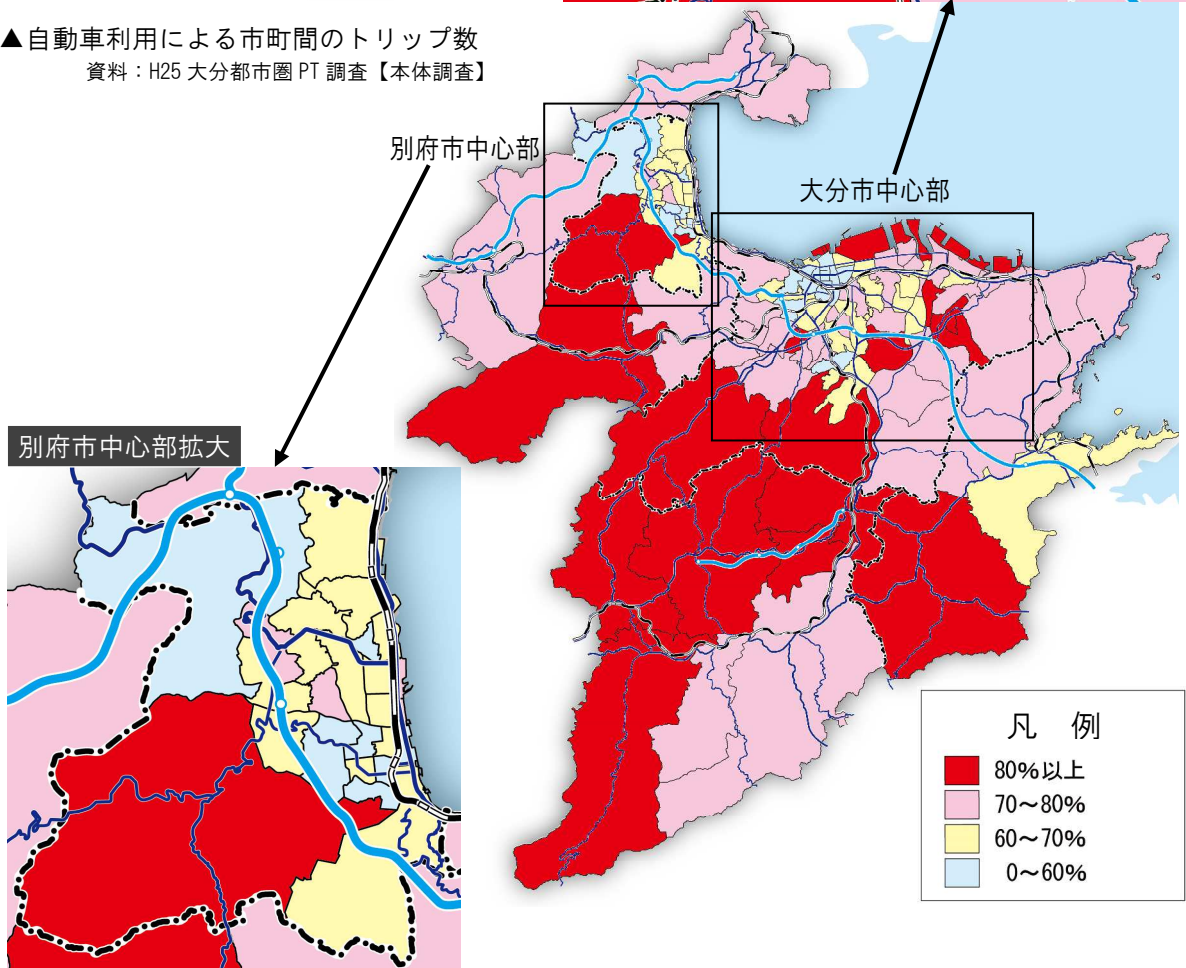 ▲自動車利用による市町間のトリップ数
資料：H25 大分都市圏 PT 調査【本体調査】
別府市中心部
大分市中心部
別府市中心部拡大
凡 例
80%以上
70～80%
60～70%
0～60%